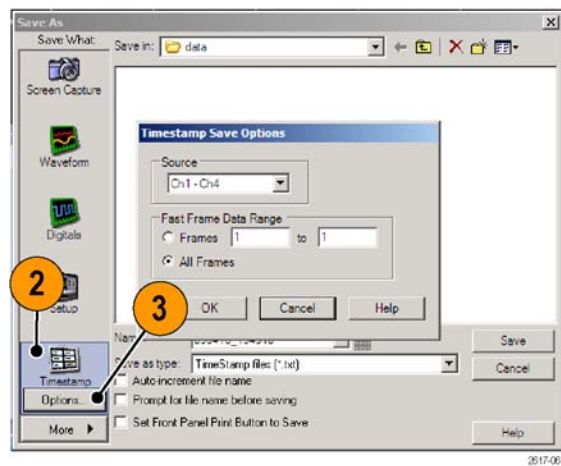 Save As
Save What:
Save in: data
Screen Capture
Waveform
Digitals
Setup
Timestamp
Options...
More
Timestamp Save Options
Source
Ch1 - Ch4
Fast Frame Data Range
Frames 1 to 1
All Frames
OK Cancel Help
2
3
Save
Save as type: TimeStamp files (*.txt)
Cancel
Auto-increment file name
Prompt for file name before saving
Set Front Panel Print Button to Save
Help
2617-06